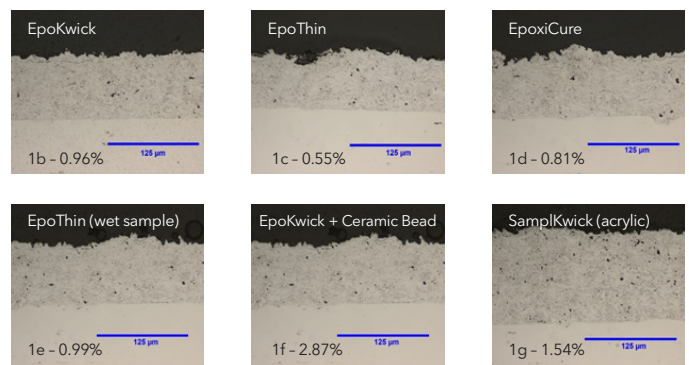 EpoKwick
125 µm
1b – 0.96%
EpoThin
125 µm
1c – 0.55%
EpoxiCure
125 µm
1d – 0.81%
EpoThin (wet sample)
125 µm
1e – 0.99%
EpoKwick + Ceramic Bead
125 µm
1f – 2.87%
SamplKwick (acrylic)
125 µm
1g – 1.54%